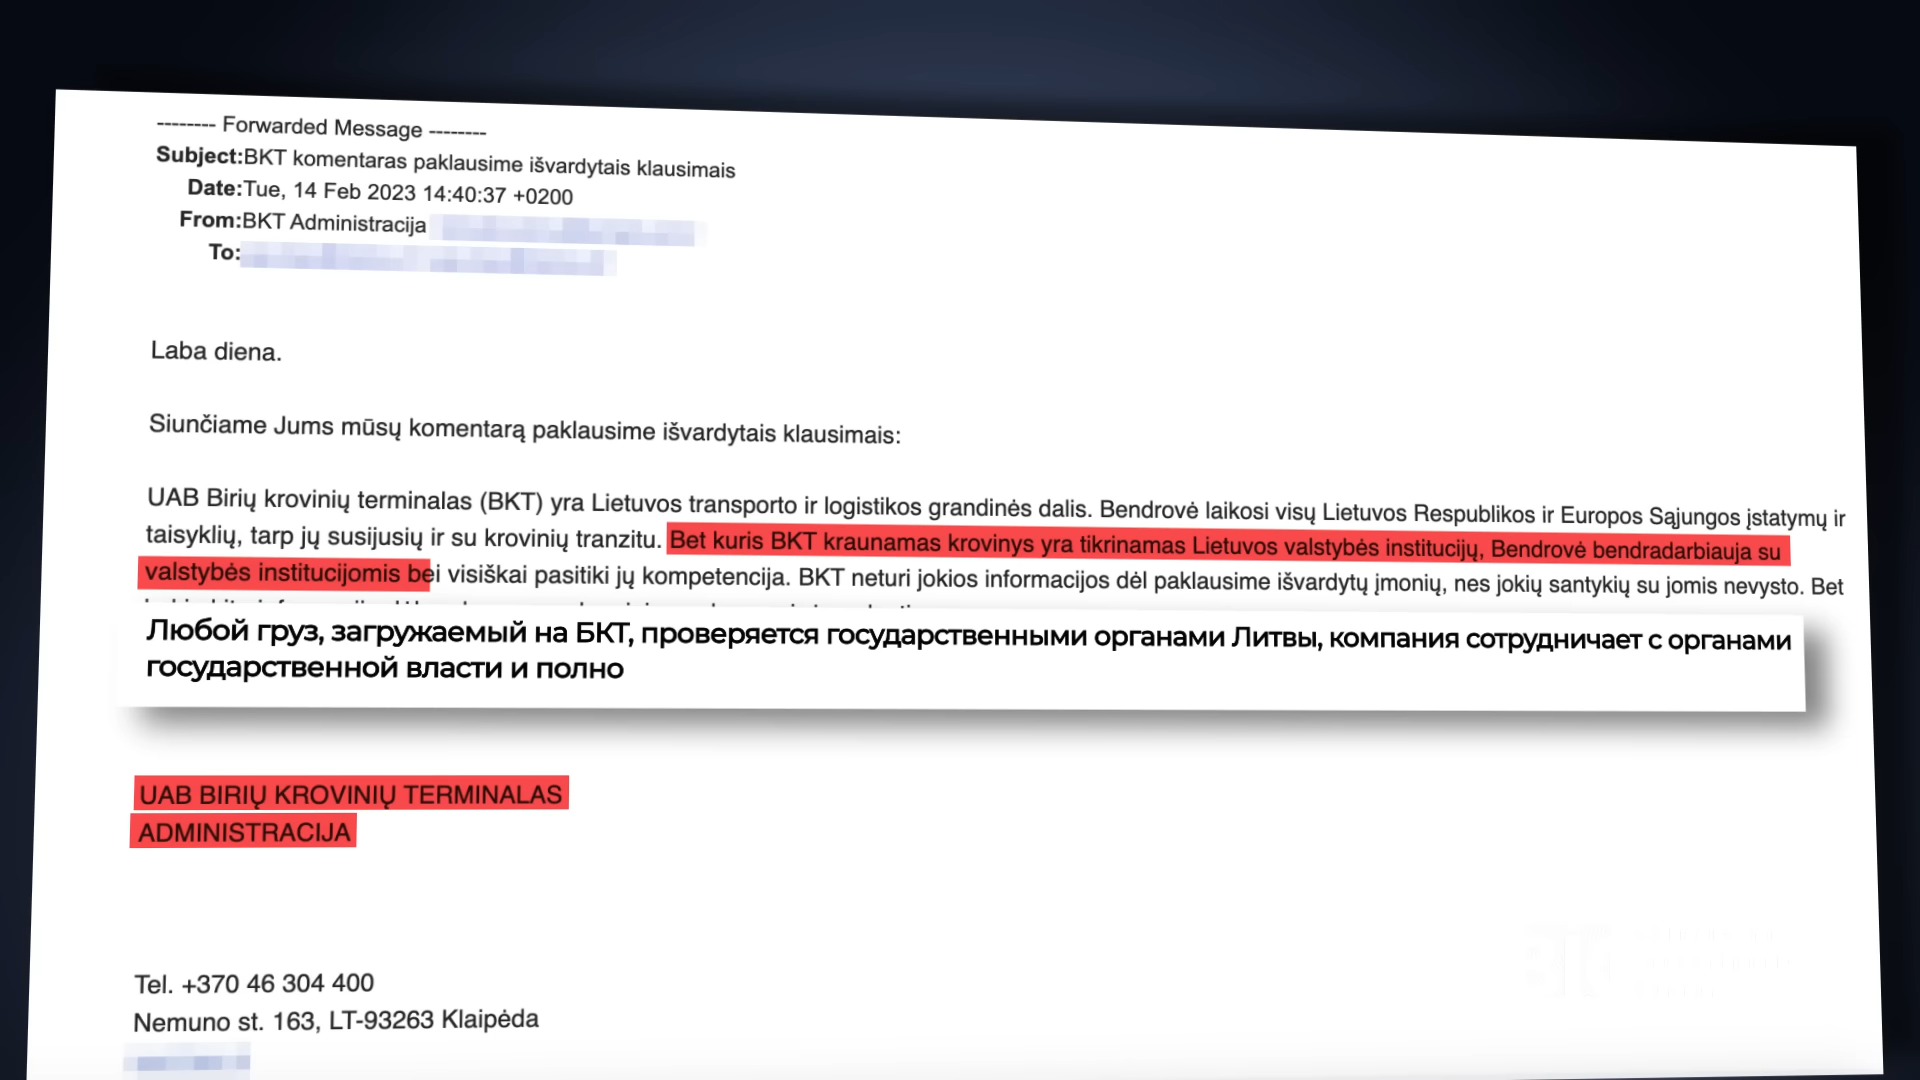 -------- Forwarded Message --------
Subject:BKT komentaras paklausime išvardytais klausimais
Date:Tue, 14 Feb 2023 14:40:37 +0200
From:BKT Administracija
To:
Laba diena.
Siunčiame Jums mūsų komentarą paklausime išvardytais klausimais:
UAB Birių krovinių terminalas (BKT) yra Lietuvos transporto ir logistikos grandinės dalis. Bendrovė laikosi visų Lietuvos Respublikos ir Europos Sąjungos įstatymų ir
taisyklių, tarp jų susijusių ir su krovinių tranzitu. Bet kuris BKT kraunamas krovinys yra tikrinamas Lietuvos valstybės institucijų, Bendrovė bendradarbiauja su
valstybės institucijomis bei visiškai pasitiki jų kompetencija. BKT neturi jokios informacijos dėl paklausime išvardytų įmonių, nes jokių santykių su jomis nevysto. Bet
Любой груз, загружаемый на БКТ, проверяется государственными органами Литвы, компания сотрудничает с органами
государственной власти и полно
UAB BIRIŲ KROVINIŲ TERMINALAS
ADMINISTRACIJA
Tel. +370 46 304 400
Nemuno st. 163, LT-93263 Klaipėda